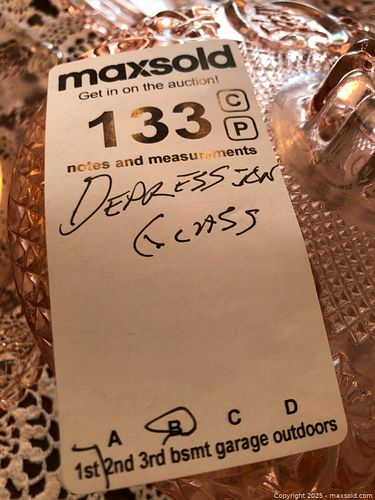 maxsold
Get in on the auction!
133 C
P
notes and measurements
DEPRESSION
GLASS
A B C D
1st 2nd 3rd bsmt garage outdoors
Copyright 2025 - maxsold.com